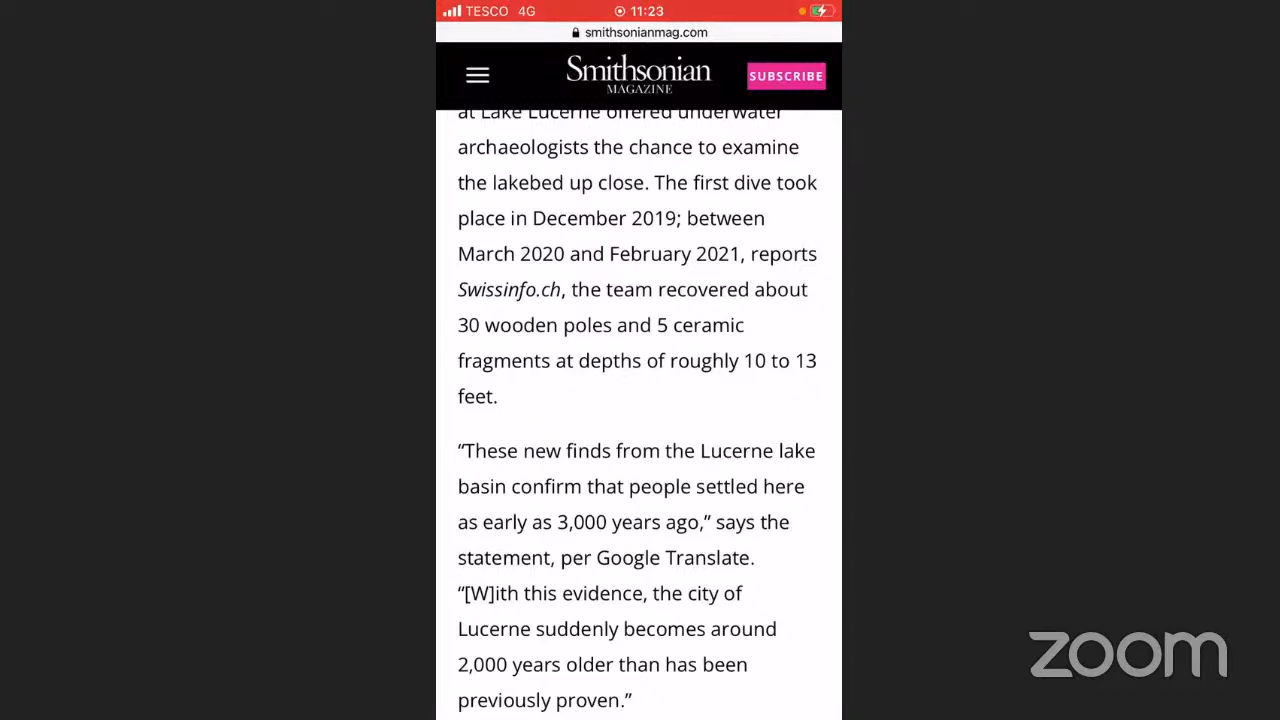 TESCO 4G 11:23
smithsonianmag.com
Smithsonian
MAGAZINE
SUBSCRIBE
at Lake Lucerne offered underwater
archaeologists the chance to examine
the lakebed up close. The first dive took
place in December 2019; between
March 2020 and February 2021, reports
Swissinfo.ch, the team recovered about
30 wooden poles and 5 ceramic
fragments at depths of roughly 10 to 13
feet.
“These new finds from the Lucerne lake
basin confirm that people settled here
as early as 3,000 years ago,” says the
statement, per Google Translate.
“[W]ith this evidence, the city of
Lucerne suddenly becomes around
2,000 years older than has been
previously proven.”
zoom